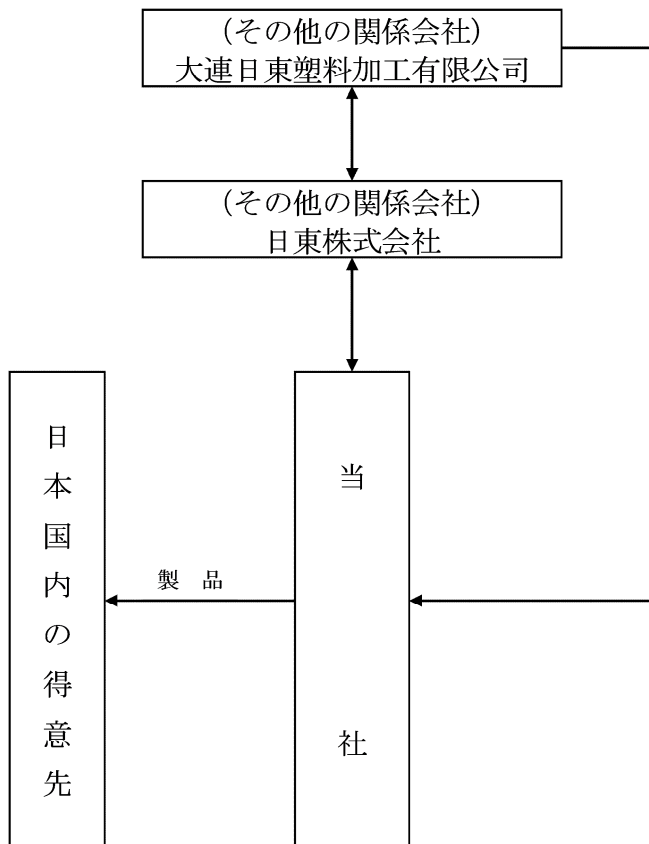 （その他の関係会社）
大連日東塑料加工有限公司
（その他の関係会社）
日東株式会社
日本国内の得意先
製　品
当社